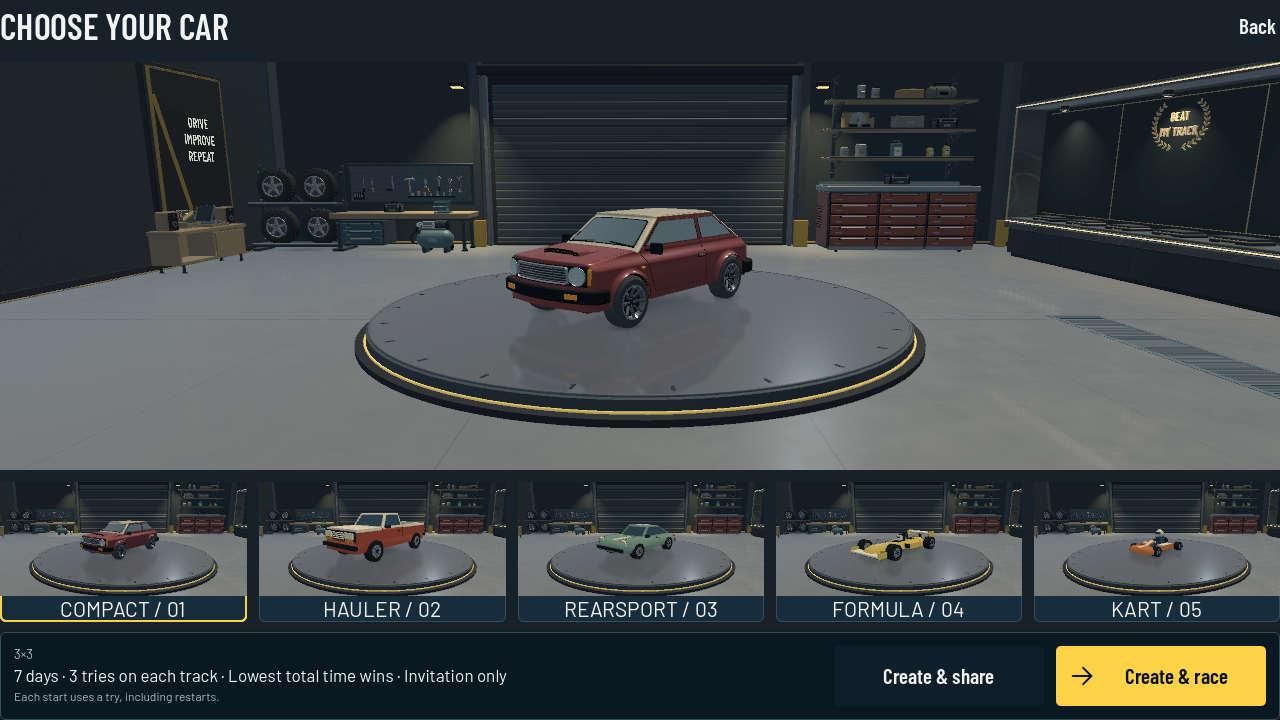 CHOOSE YOUR CAR
Back
DRIVE
IMPROVE
REPEAT
BEAT
MY TRACK
COMPACT / 01
HAULER / 02
REARSPORT / 03
FORMULA / 04
KART / 05
3×3
7 days · 3 tries on each track · Lowest total time wins · Invitation only
Each start uses a try, including restarts.
Create & share
Create & race